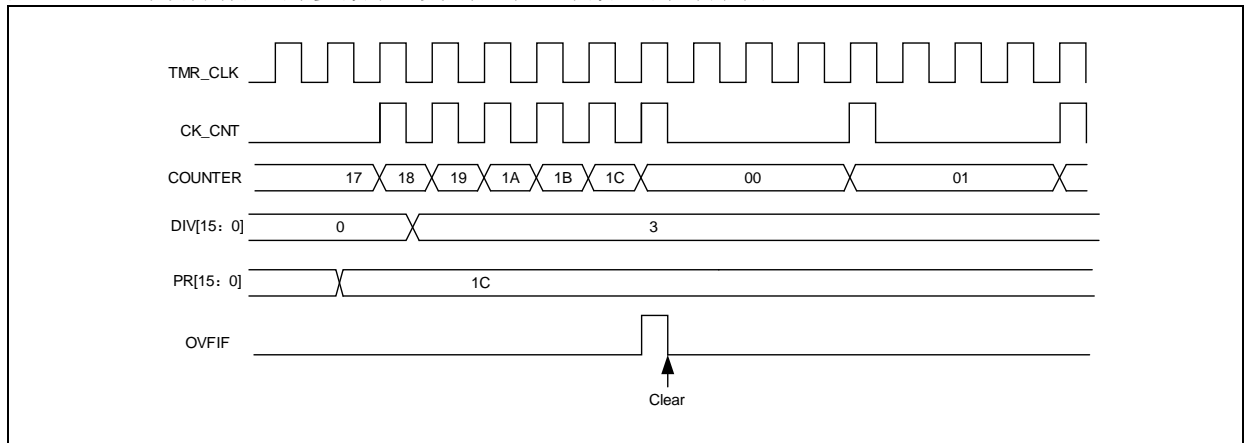 TMR_CLK
CK_CNT
COUNTER 17 18 19 1A 1B 1C 00 01
DIV[15：0] 0 3
PR[15：0] 1C
OVFIF
Clear